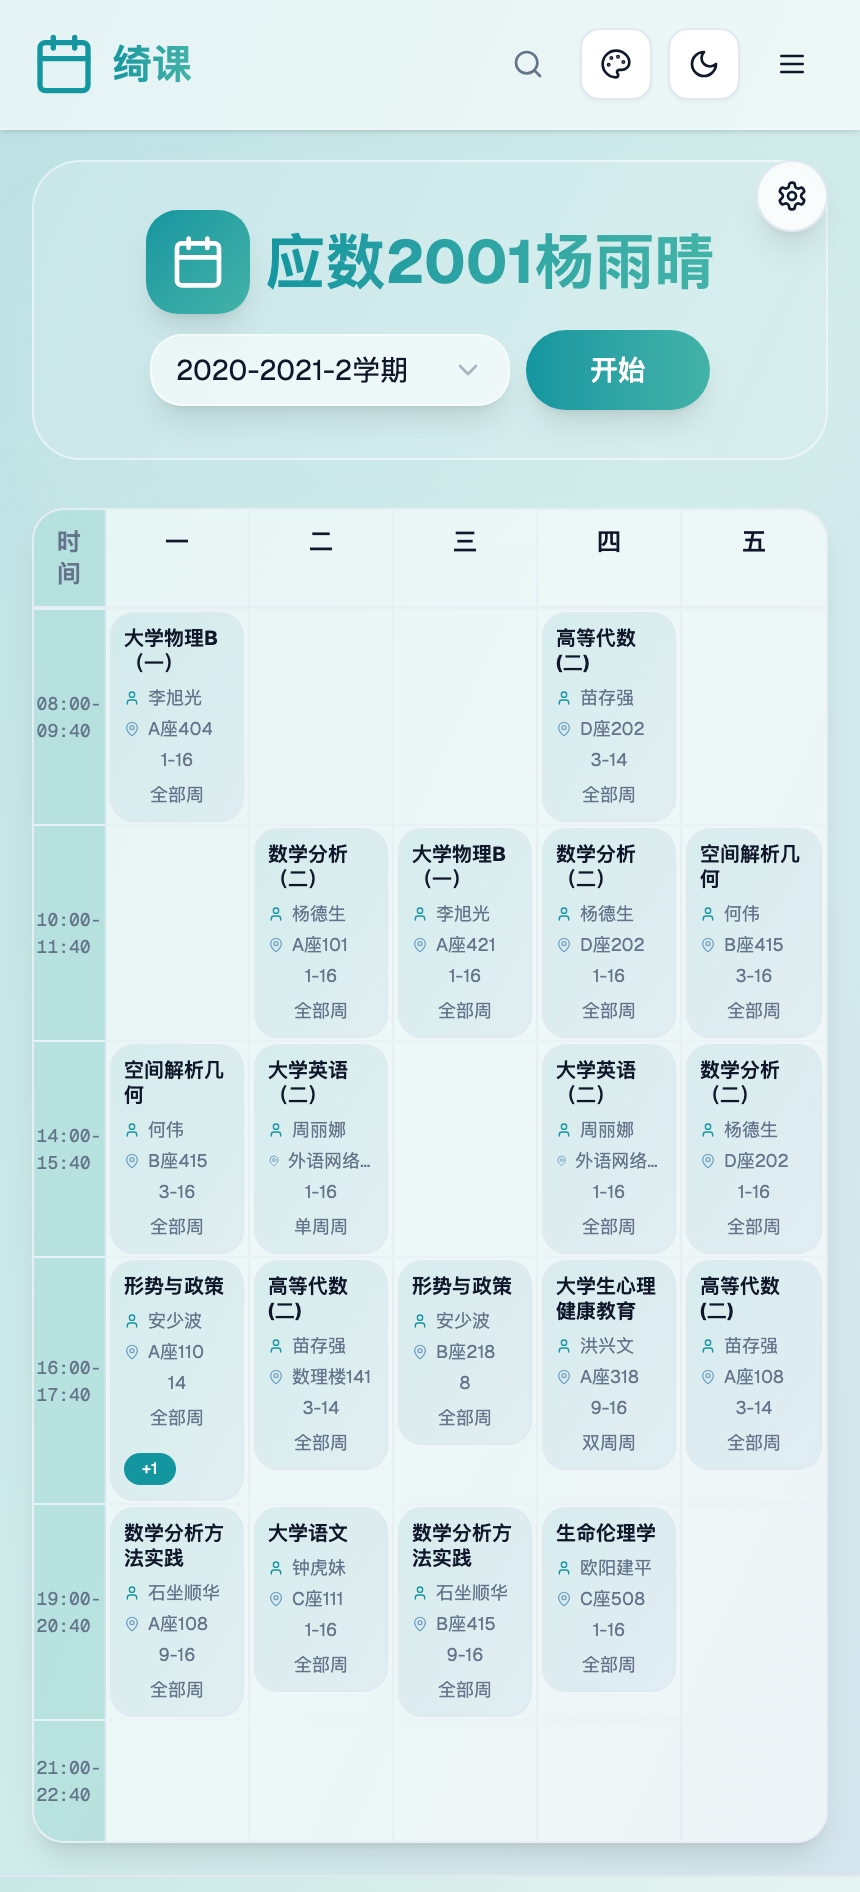 绮课
应数2001杨雨晴
2020-2021-2学期
开始
时
间
一
二
三
四
五
08:00-
09:40
大学物理B
（一）
李旭光
A座404
1-16
全部周
高等代数
(二)
苗存强
D座202
3-14
全部周
10:00-
11:40
数学分析
（二）
杨德生
A座101
1-16
全部周
大学物理B
（一）
李旭光
A座421
1-16
全部周
数学分析
（二）
杨德生
D座202
1-16
全部周
空间解析几
何
何伟
B座415
3-16
全部周
14:00-
15:40
空间解析几
何
何伟
B座415
3-16
全部周
大学英语
（二）
周丽娜
外语网络...
1-16
单周周
大学英语
（二）
周丽娜
外语网络...
1-16
全部周
数学分析
（二）
杨德生
D座202
1-16
全部周
16:00-
17:40
形势与政策
安少波
A座110
14
全部周
+1
高等代数
(二)
苗存强
数理楼141
3-14
全部周
形势与政策
安少波
B座218
8
全部周
大学生心理
健康教育
洪兴文
A座318
9-16
双周周
高等代数
(二)
苗存强
A座108
3-14
全部周
19:00-
20:40
数学分析方
法实践
石坐顺华
A座108
9-16
全部周
大学语文
钟虎妹
C座111
1-16
全部周
数学分析方
法实践
石坐顺华
B座415
9-16
全部周
生命伦理学
欧阳建平
C座508
1-16
全部周
21:00-
22:40